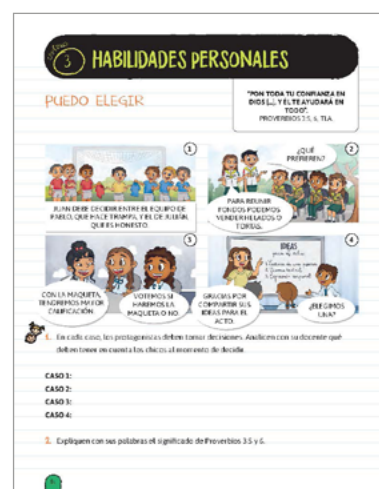 3 HABILIDADES PERSONALES
PUEDO ELEGIR
"PON TODA TU CONFIANZA EN
DIOS [...] Y ÉL TE AYUDARÁ EN
TODO".
PROVERBIOS 3:5, 6, TLA.
1
JUAN DEBE DECIDIR ENTRE EL EQUIPO DE
PABLO, QUE HACE TRAMPA, Y EL DE JULIÁN,
QUE ES HONESTO.
2
¿QUÉ
PREFIEREN?
PARA REUNIR
FONDOS PODEMOS
VENDER HELADOS O
TORTAS.
3
CON LA MAQUETA,
TENDREMOS MAYOR
CALIFICACIÓN.
VOTEMOS SI
HAREMOS LA
MAQUETA O NO.
4
IDEAS
para el acto:
GRACIAS POR
COMPARTIR SUS
IDEAS PARA EL
ACTO.
¿ELEGIMOS
UNA?
1. En cada caso, los protagonistas deben tomar decisiones. Analicen con su docente qué
deben tener en cuenta los chicos al momento de decidir.
CASO 1:
CASO 2:
CASO 3:
CASO 4:
2. Expliquen con sus palabras el significado de Proverbios 3:5 y 6.